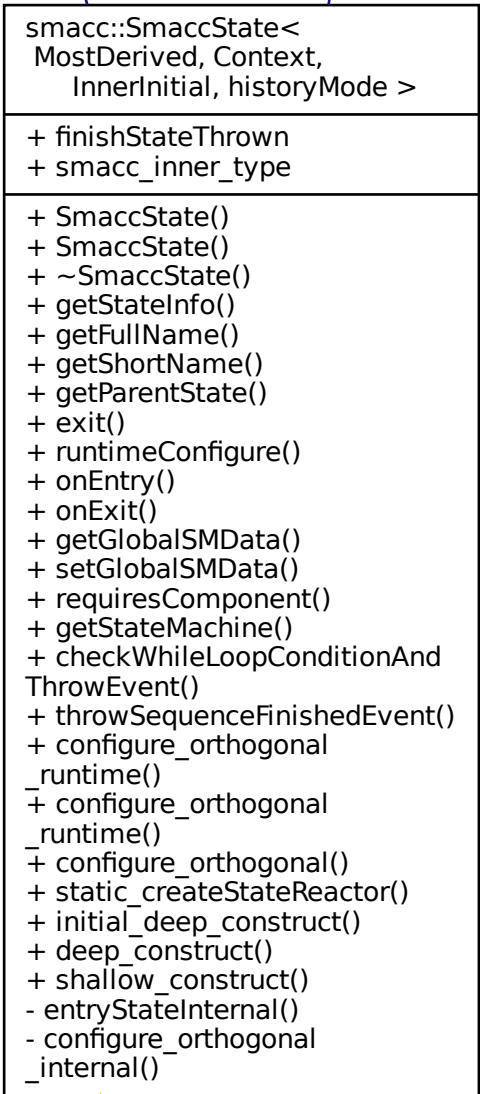 smacc::SmaccState<
MostDerived, Context,
InnerInitial, historyMode >
+ finishStateThrown
+ smacc_inner_type
+ SmaccState()
+ SmaccState()
+ ~SmaccState()
+ getStateInfo()
+ getFullName()
+ getShortName()
+ getParentState()
+ exit()
+ runtimeConfigure()
+ onEntry()
+ onExit()
+ getGlobalSMData()
+ setGlobalSMData()
+ requiresComponent()
+ getStateMachine()
+ checkWhileLoopConditionAnd
ThrowEvent()
+ throwSequenceFinishedEvent()
+ configure_orthogonal
_runtime()
+ configure_orthogonal
_runtime()
+ configure_orthogonal()
+ static_createStateReactor()
+ initial_deep_construct()
+ deep_construct()
+ shallow_construct()
- entryStateInternal()
- configure_orthogonal
_internal()